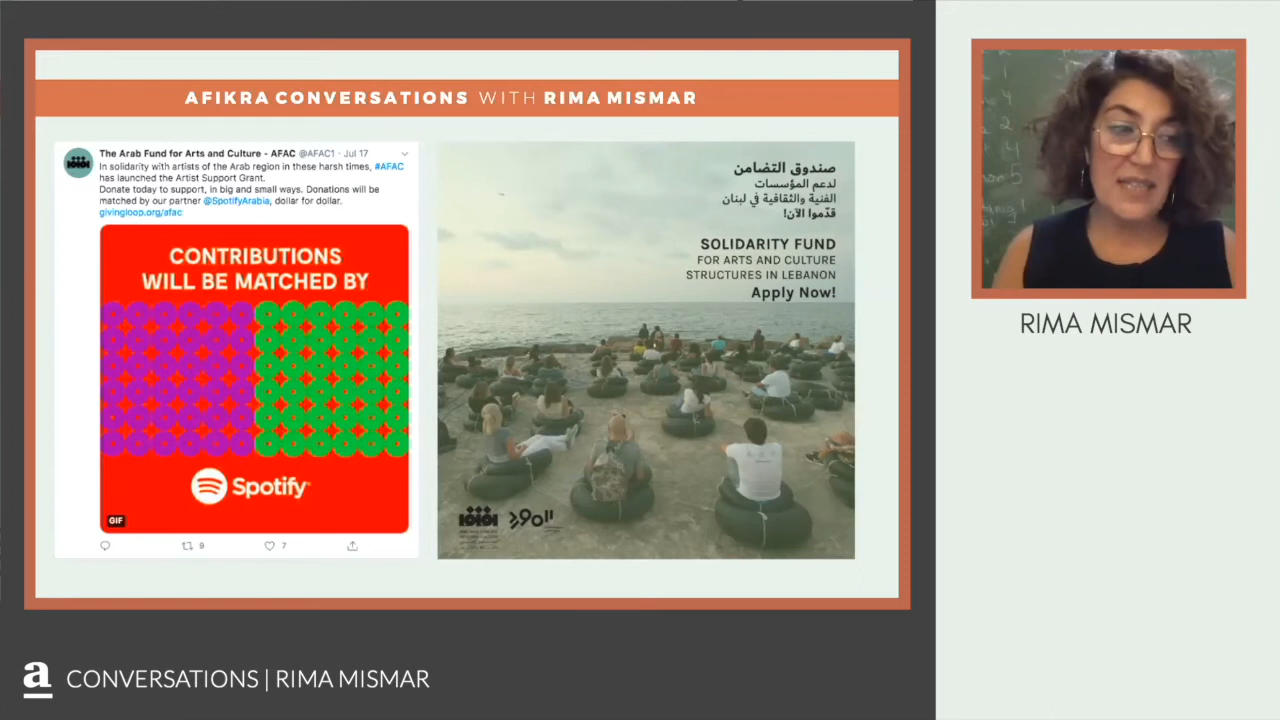 AFIKRA CONVERSATIONS WITH RIMA MISMAR
The Arab Fund for Arts and Culture - AFAC @AFAC1 · Jul 17
In solidarity with artists of the Arab region in these harsh times, #AFAC
has launched the Artist Support Grant.
Donate today to support, in big and small ways. Donations will be
matched by our partner @SpotifyArabia, dollar for dollar.
givingloop.org/afac
CONTRIBUTIONS
WILL BE MATCHED BY
Spotify
GIF
9
7
صندوق التضامن
لدعم المؤسسات
الفنية والثقافية في لبنان
قدّموا الآن!
SOLIDARITY FUND
FOR ARTS AND CULTURE
STRUCTURES IN LEBANON
Apply Now!
RIMA MISMAR
a CONVERSATIONS | RIMA MISMAR